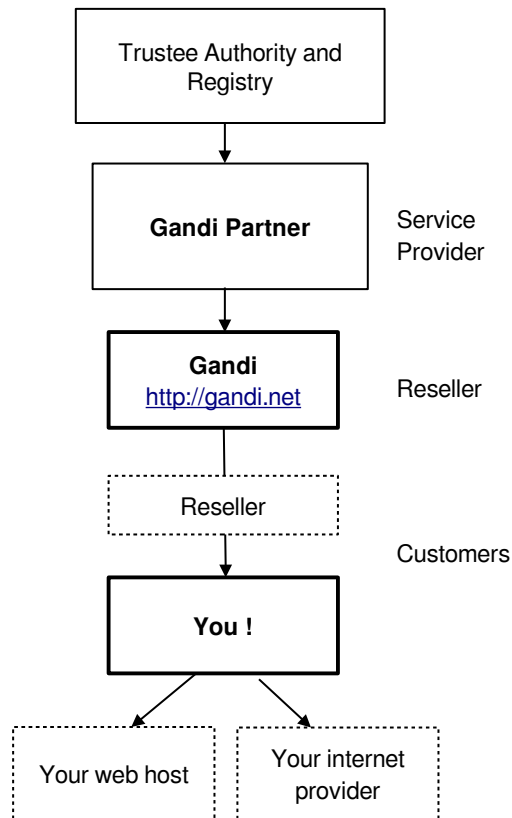 Trustee Authority and
Registry
Gandi Partner
Service
Provider
Gandi
http://gandi.net
Reseller
Reseller
Customers
You !
Your web host
Your internet
provider